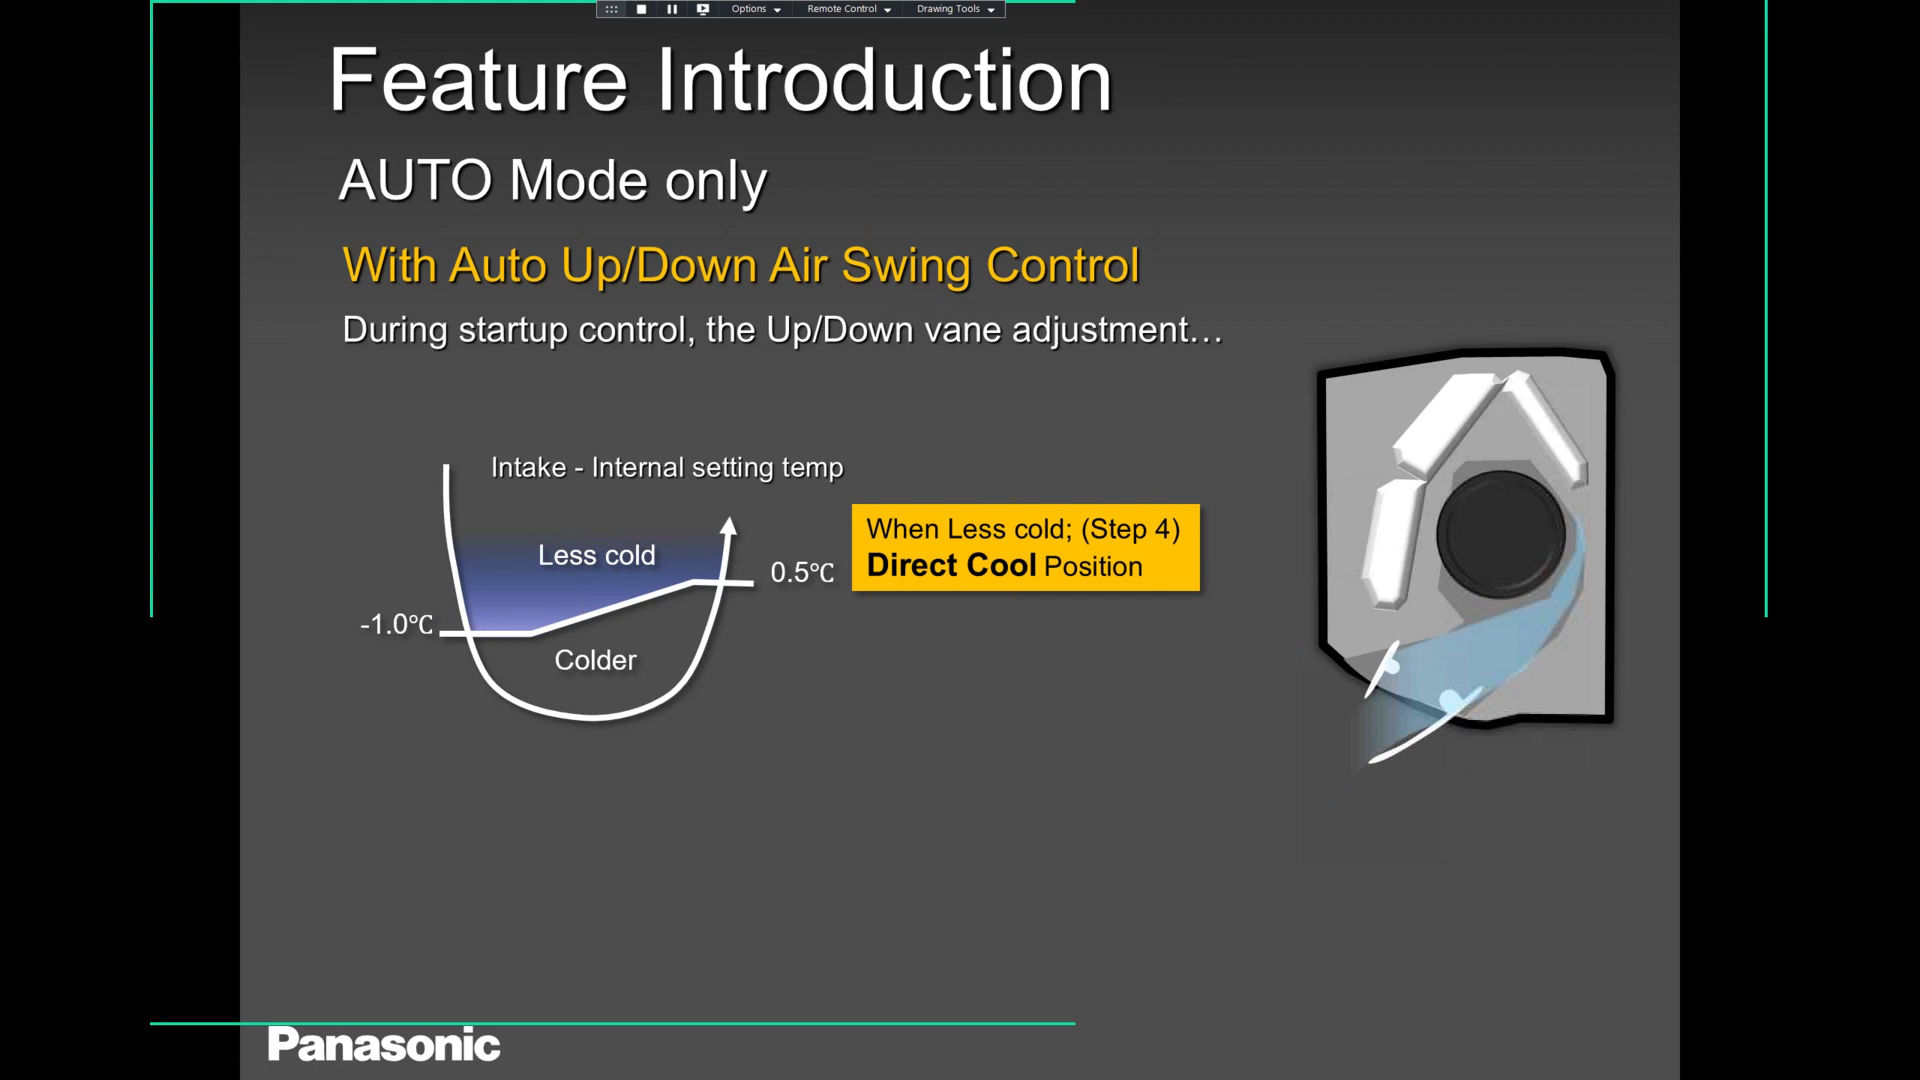 Options
Remote Control
Drawing Tools
Feature Introduction
AUTO Mode only
With Auto Up/Down Air Swing Control
During startup control, the Up/Down vane adjustment…
Intake - Internal setting temp
Less cold
When Less cold; (Step 4)
Direct Cool Position
0.5℃
-1.0℃
Colder
Panasonic